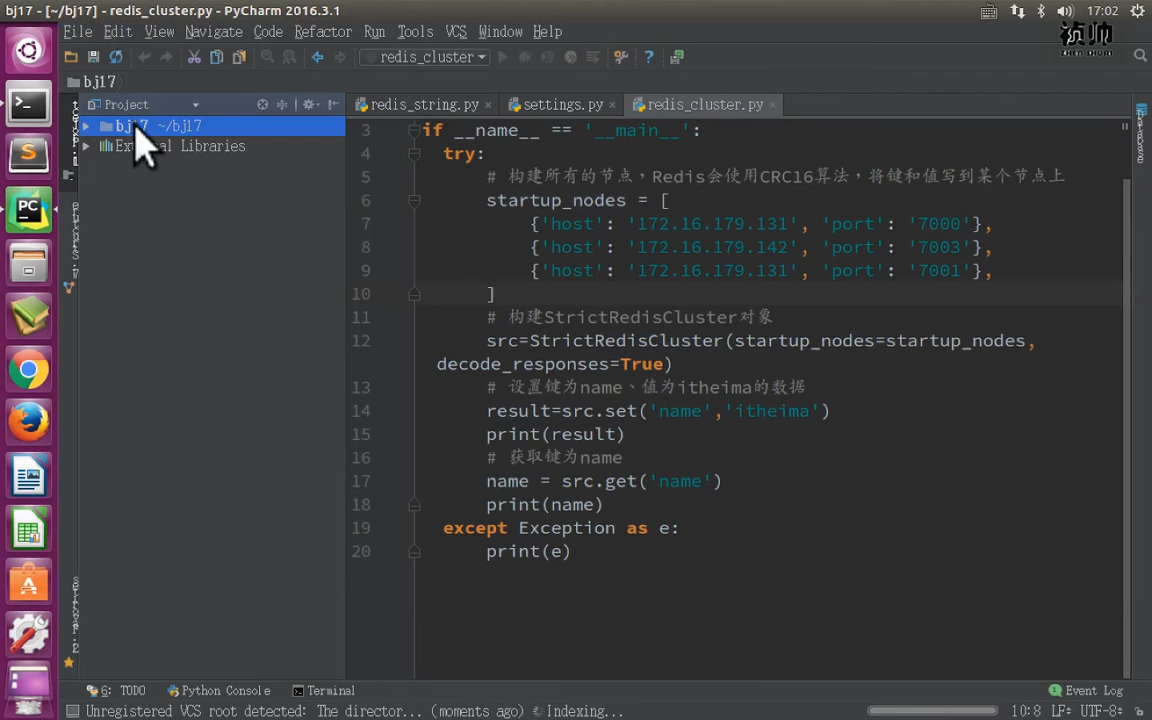 bj17 - [~/bj17] - redis_cluster.py - PyCharm 2016.3.1
17:02
File Edit View Navigate Code Refactor Run Tools VCS Window Help
祯帅
redis_cluster
bj17
Project
redis_string.py × settings.py × redis_cluster.py ×
bj17 ~/bj17
External Libraries
3 if __name__ == '__main__':
4 try:
5 # 构建所有的节点，Redis会使用CRC16算法，将键和值写到某个节点上
6 startup_nodes = [
7 {'host': '172.16.179.131', 'port': '7000'},
8 {'host': '172.16.179.142', 'port': '7003'},
9 {'host': '172.16.179.131', 'port': '7001'},
10 ]
11 # 构建StrictRedisCluster对象
12 src=StrictRedisCluster(startup_nodes=startup_nodes,
decode_responses=True)
13 # 设置键为name、值为itheima的数据
14 result=src.set('name','itheima')
15 print(result)
16 # 获取键为name
17 name = src.get('name')
18 print(name)
19 except Exception as e:
20 print(e)
6: TODO Python Console Terminal Event Log
Unregistered VCS root detected: The director... (moments ago) Indexing... 10:8 LF÷ UTF-8÷